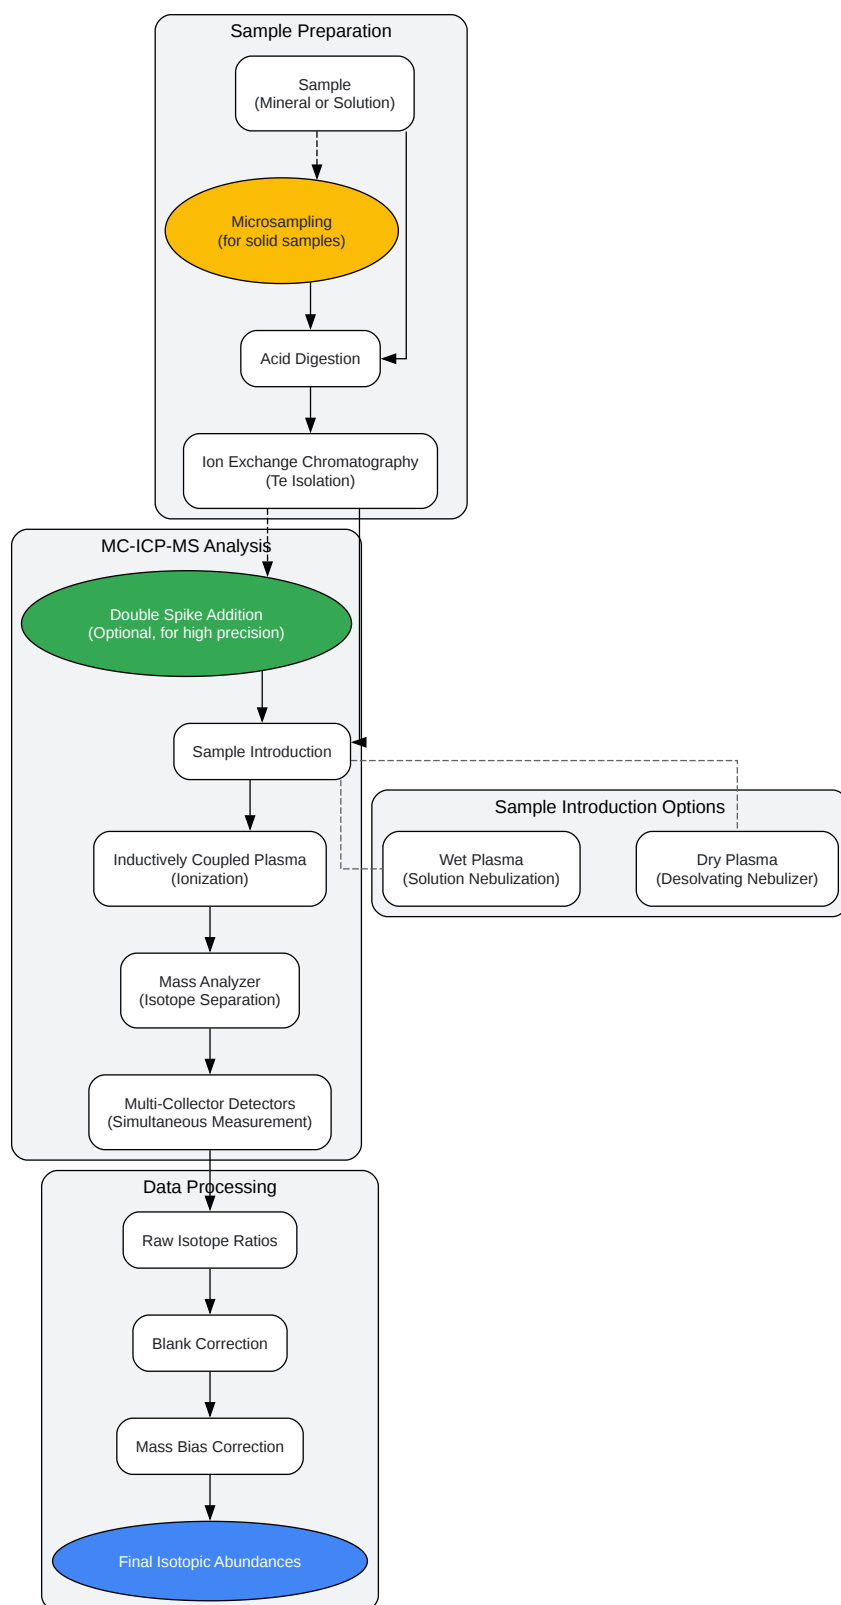 Sample Preparation
Sample
(Mineral or Solution)
Microsampling
(for solid samples)
Acid Digestion
Ion Exchange Chromatography
(Te Isolation)
MC-ICP-MS Analysis
Double Spike Addition
(Optional, for high precision)
Sample Introduction
Sample Introduction Options
Wet Plasma
(Solution Nebulization)
Dry Plasma
(Desolvating Nebulizer)
Inductively Coupled Plasma
(Ionization)
Mass Analyzer
(Isotope Separation)
Multi-Collector Detectors
(Simultaneous Measurement)
Data Processing
Raw Isotope Ratios
Blank Correction
Mass Bias Correction
Final Isotopic Abundances